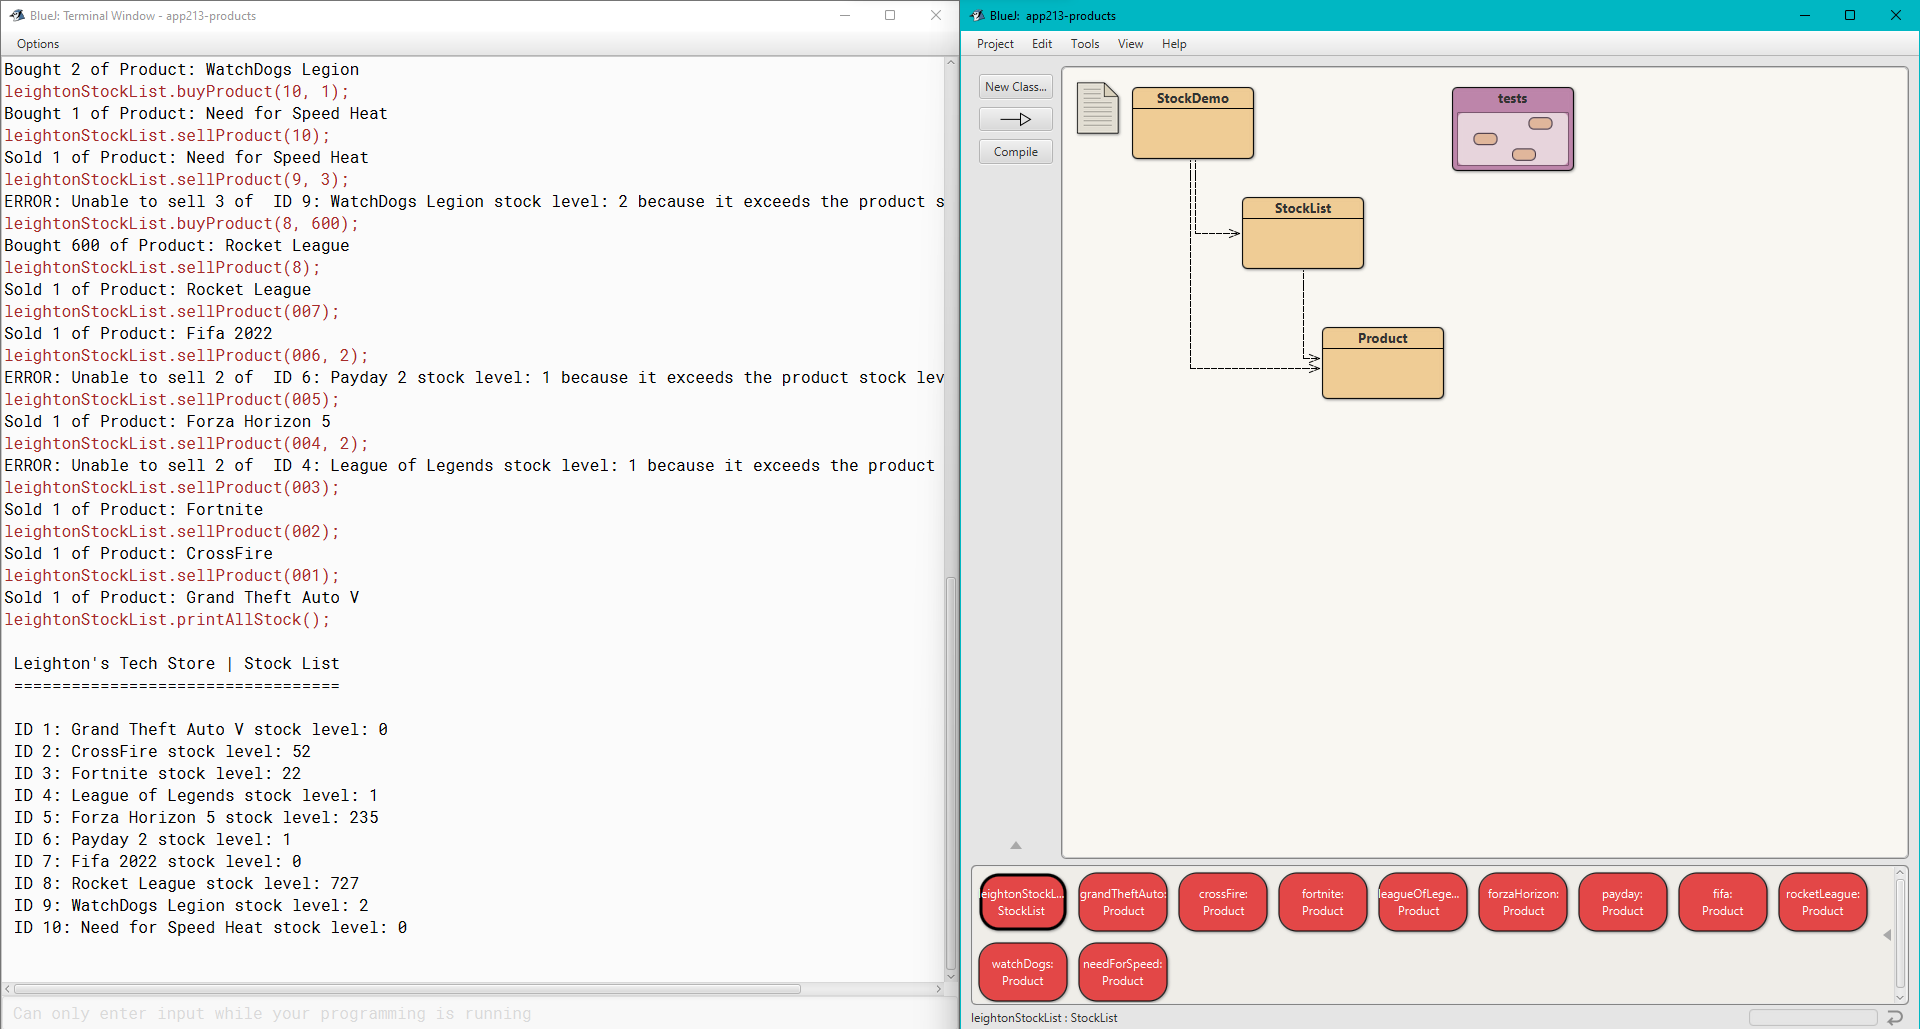 BlueJ: Terminal Window - app213-products
Options
Bought 2 of Product: WatchDogs Legion
leightonStockList.buyProduct(10, 1);
Bought 1 of Product: Need for Speed Heat
leightonStockList.sellProduct(10);
Sold 1 of Product: Need for Speed Heat
leightonStockList.sellProduct(9, 3);
ERROR: Unable to sell 3 of  ID 9: WatchDogs Legion stock level: 2 because it exceeds the product s
leightonStockList.buyProduct(8, 600);
Bought 600 of Product: Rocket League
leightonStockList.sellProduct(8);
Sold 1 of Product: Rocket League
leightonStockList.sellProduct(007);
Sold 1 of Product: Fifa 2022
leightonStockList.sellProduct(006, 2);
ERROR: Unable to sell 2 of  ID 6: Payday 2 stock level: 1 because it exceeds the product stock lev
leightonStockList.sellProduct(005);
Sold 1 of Product: Forza Horizon 5
leightonStockList.sellProduct(004, 2);
ERROR: Unable to sell 2 of  ID 4: League of Legends stock level: 1 because it exceeds the product
leightonStockList.sellProduct(003);
Sold 1 of Product: Fortnite
leightonStockList.sellProduct(002);
Sold 1 of Product: CrossFire
leightonStockList.sellProduct(001);
Sold 1 of Product: Grand Theft Auto V
leightonStockList.printAllStock();
Leighton's Tech Store | Stock List
==================================
ID 1: Grand Theft Auto V stock level: 0
ID 2: CrossFire stock level: 52
ID 3: Fortnite stock level: 22
ID 4: League of Legends stock level: 1
ID 5: Forza Horizon 5 stock level: 235
ID 6: Payday 2 stock level: 1
ID 7: Fifa 2022 stock level: 0
ID 8: Rocket League stock level: 727
ID 9: WatchDogs Legion stock level: 2
ID 10: Need for Speed Heat stock level: 0
Can only enter input while your programming is running
BlueJ: app213-products
Project Edit Tools View Help
New Class...
Compile
StockDemo
tests
StockList
Product
eightonStockL...
StockList
grandTheftAuto:
Product
crossFire:
Product
fortnite:
Product
leagueOfLege...
Product
forzaHorizon:
Product
payday:
Product
fifa:
Product
rocketLeague:
Product
watchDogs:
Product
needForSpeed:
Product
leightonStockList : StockList